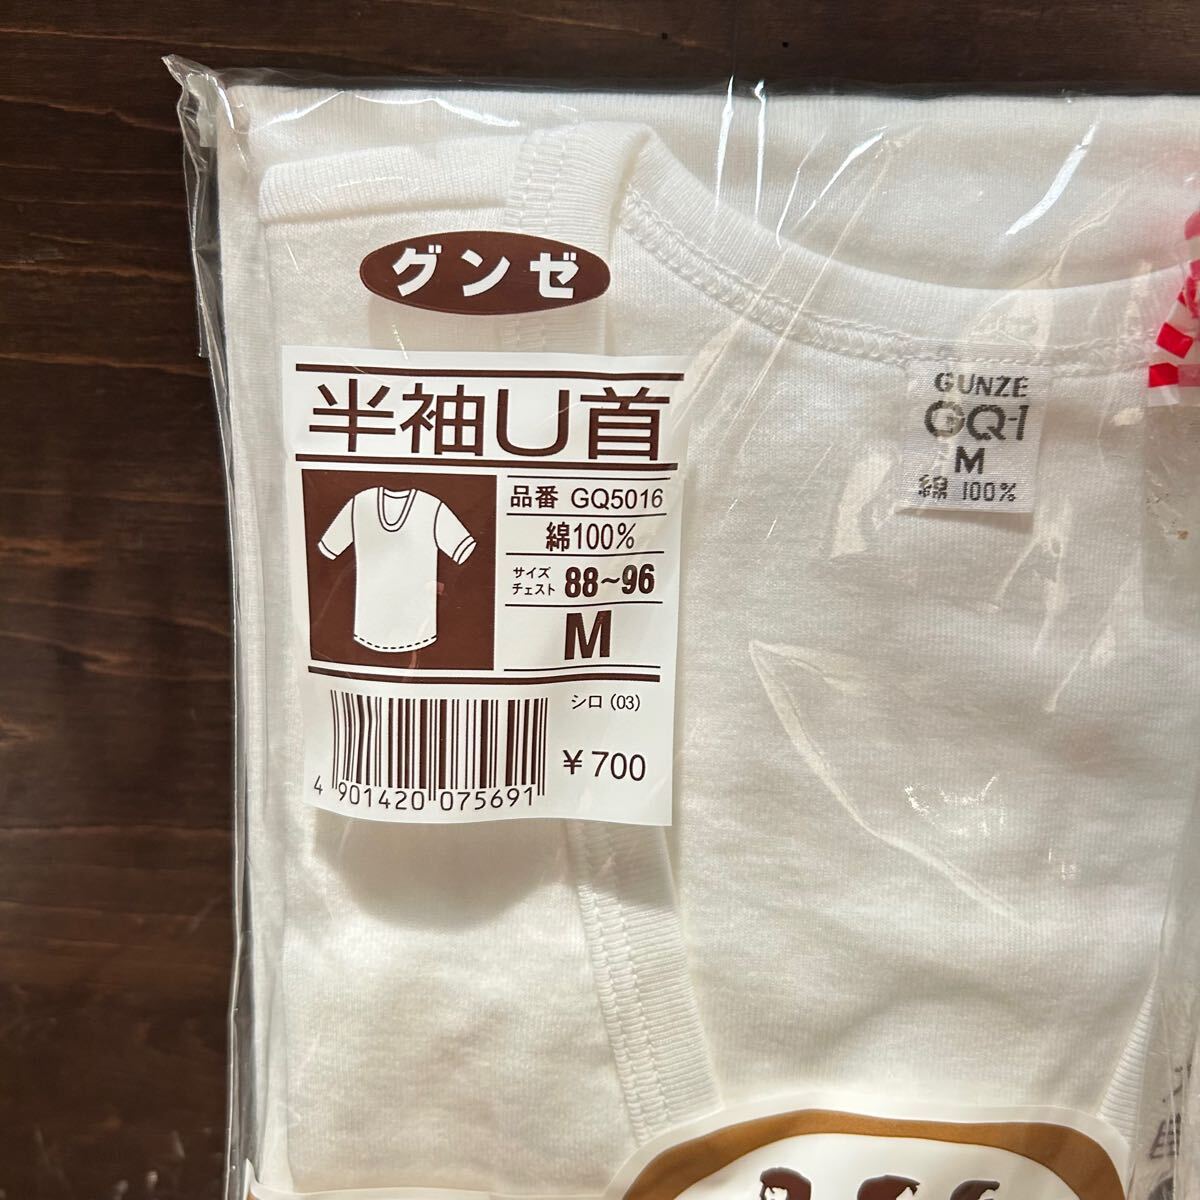 グンゼ
半袖U首
品番 GQ5016
綿100%
サイズ
チェスト 88~96
M
シロ (03)
¥700
4 901420 075691
GUNZE
GQ-1
M
綿 100%